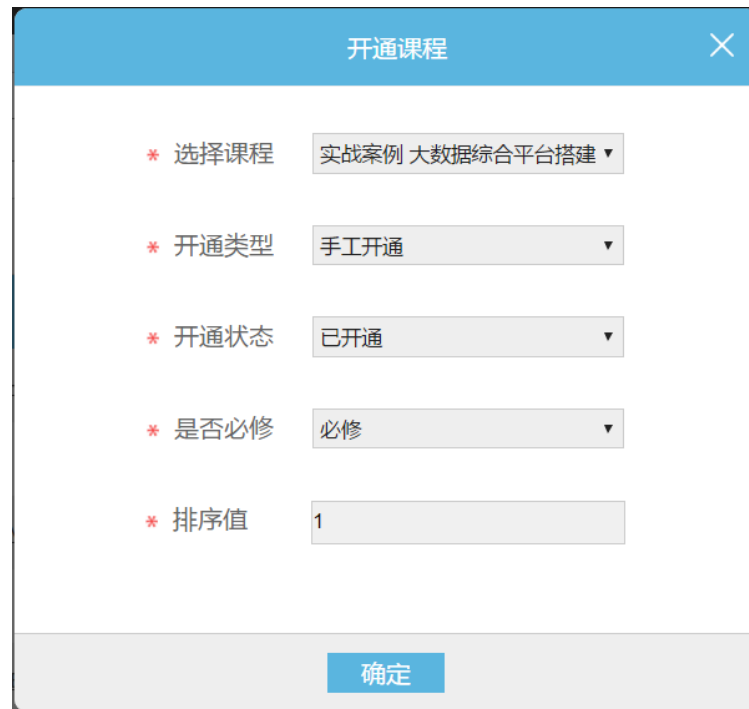 开通课程
* 选择课程 实战案例 大数据综合平台搭建
* 开通类型 手工开通
* 开通状态 已开通
* 是否必修 必修
* 排序值 1
确定